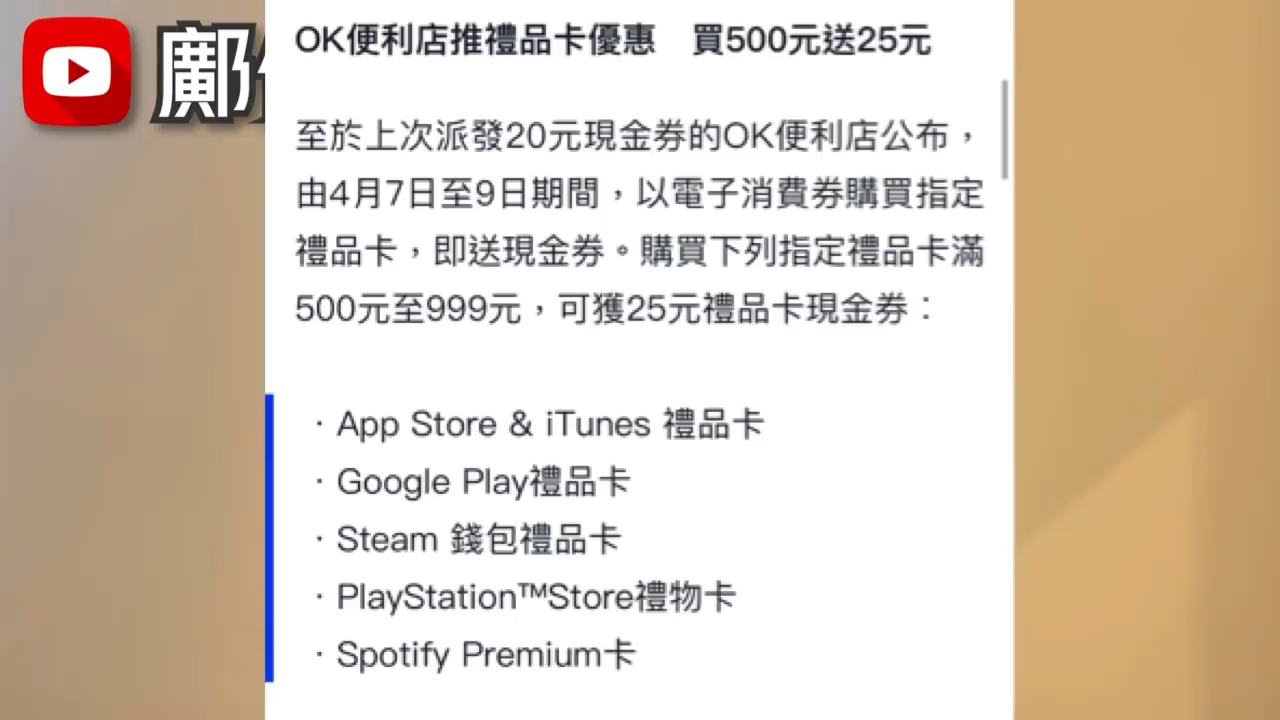 鄺
OK便利店推禮品卡優惠　買500元送25元
至於上次派發20元現金券的OK便利店公布，
由4月7日至9日期間，以電子消費券購買指定
禮品卡，即送現金券。購買下列指定禮品卡滿
500元至999元，可獲25元禮品卡現金券：
· App Store & iTunes 禮品卡
· Google Play禮品卡
· Steam 錢包禮品卡
· PlayStation™Store禮物卡
· Spotify Premium卡